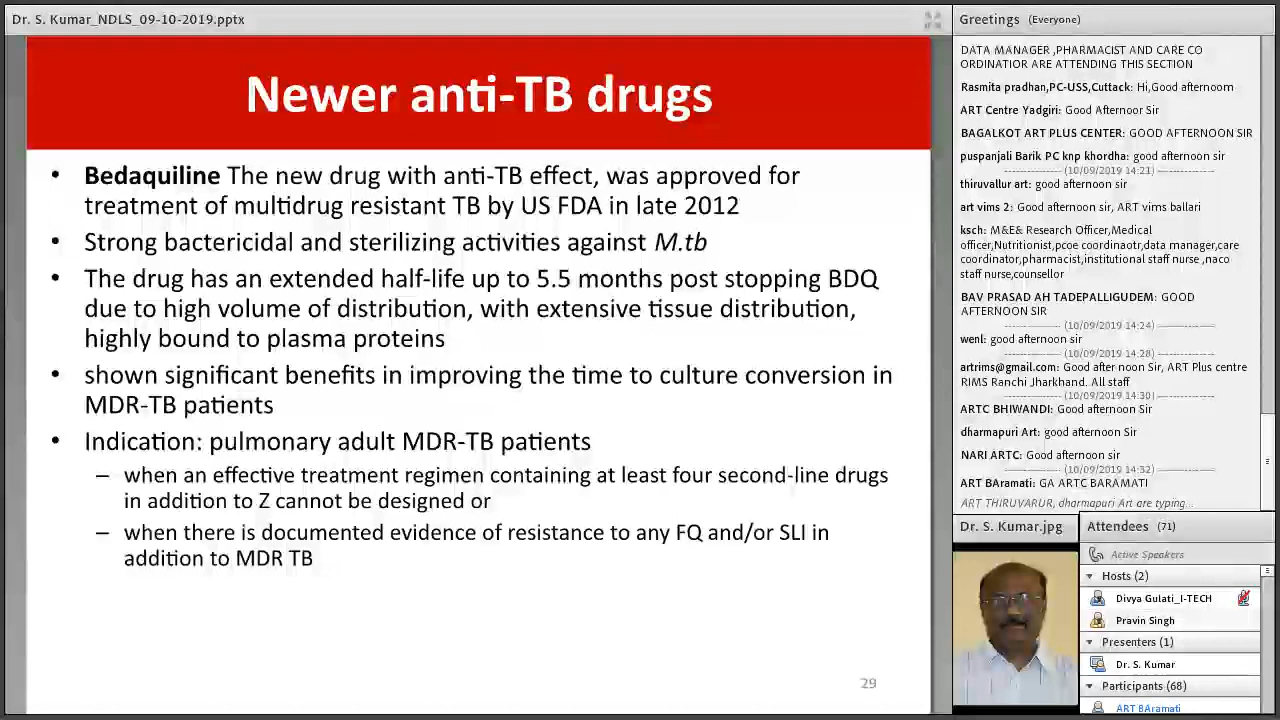 Dr. S. Kumar_NDLS_09-10-2019.pptx
Newer anti-TB drugs
• Bedaquiline The new drug with anti-TB effect, was approved for
treatment of multidrug resistant TB by US FDA in late 2012
• Strong bactericidal and sterilizing activities against M.tb
• The drug has an extended half-life up to 5.5 months post stopping BDQ
due to high volume of distribution, with extensive tissue distribution,
highly bound to plasma proteins
• shown significant benefits in improving the time to culture conversion in
MDR-TB patients
• Indication: pulmonary adult MDR-TB patients
– when an effective treatment regimen containing at least four second-line drugs
in addition to Z cannot be designed or
– when there is documented evidence of resistance to any FQ and/or SLI in
addition to MDR TB
29
Greetings (Everyone)
DATA MANAGER ,PHARMACIST AND CARE CO
ORDINATIOR ARE ATTENDING THIS SECTION
Rasmita pradhan,PC-USS,Cuttack: Hi,Good afternoom
ART Centre Yadgiri: Good Afternoor Sir
BAGALKOT ART PLUS CENTER: GOOD AFTERNOON SIR
puspanjali Barik PC knp khordha: good afternoon sir
(10/09/2019 14:21)
thiruvallur art: good afternoon sir
art vims 2: Good afternoon sir, ART vims ballari
ksch: M&E& Research Officer,Medical
officer,Nutritionist,pcoe coordinaotr,data manager,care
coordinator,pharmacist,institutional staff nurse ,naco
staff nurse,counsellor
BAV PRASAD AH TADEPALLIGUDEM: GOOD
AFTERNOON SIR
(10/09/2019 14:24)
wenl: good afternoon sir
(10/09/2019 14:28)
artrims@gmail.com: Good after noon Sir, ART Plus centre
RIMS Ranchi Jharkhand. All staff
(10/09/2019 14:30)
ARTC BHIWANDI: Good afternoon Sir
dharmapuri Art: good afternoon Sir
NARI ARTC: Good afternoon sir
(10/09/2019 14:32)
ART BAramati: GA ARTC BARAMATI
ART THIRUVARUR, dharmapuri Art are typing...
Dr. S. Kumar.jpg
Attendees (71)
Active Speakers
Hosts (2)
Divya Gulati_I-TECH
Pravin Singh
Presenters (1)
Dr. S. Kumar
Participants (68)
ART BAramati